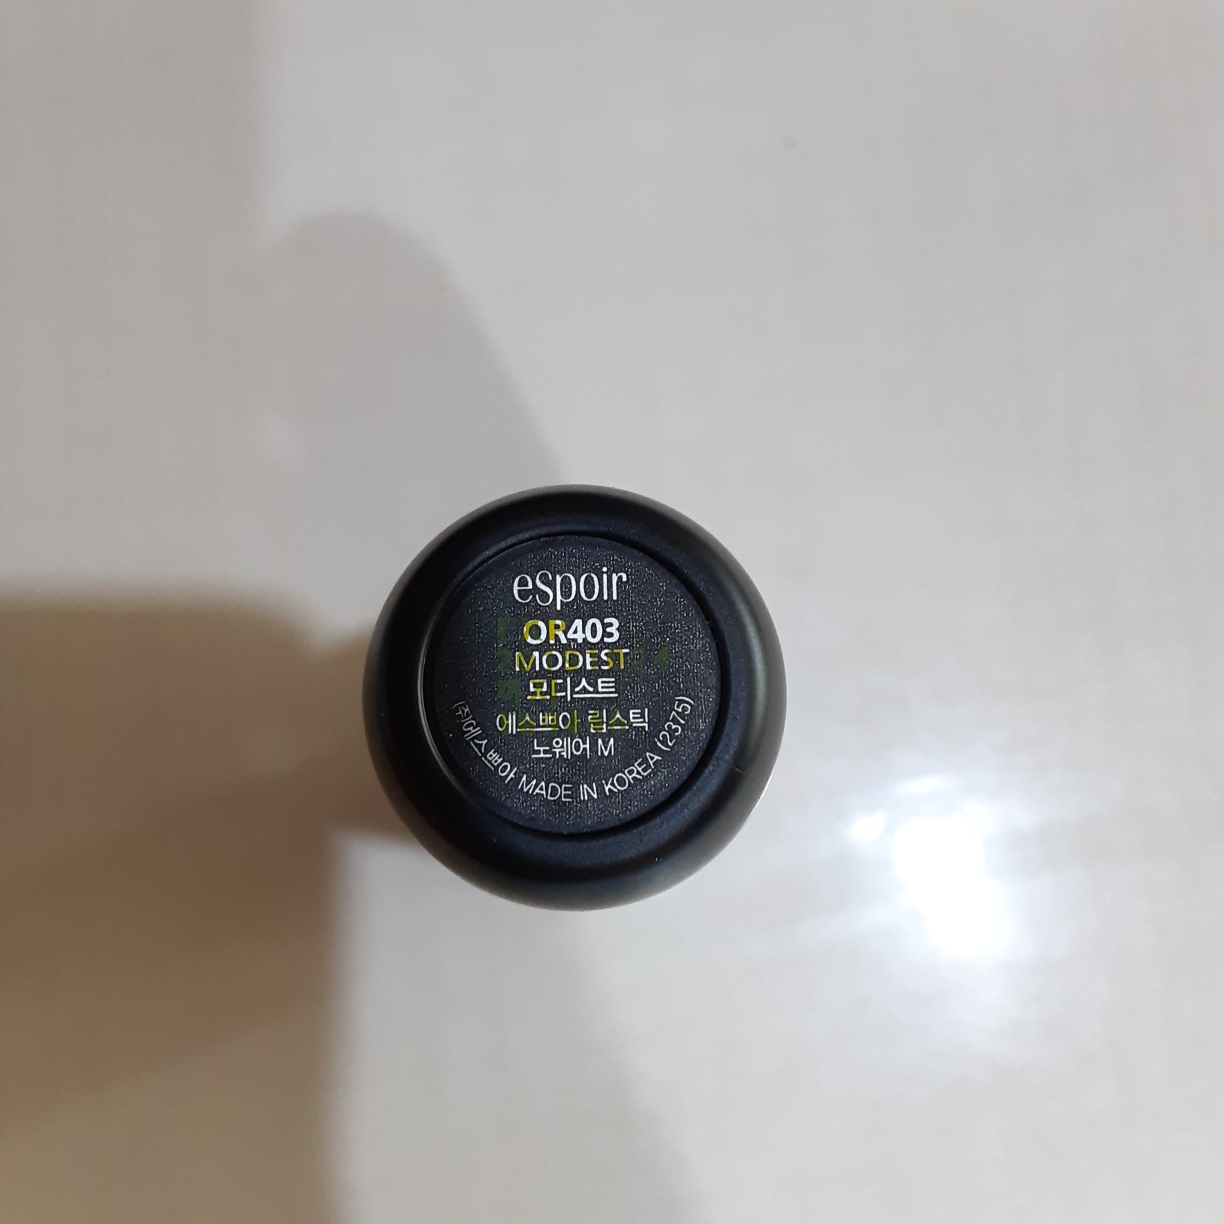 eSpoir
OR403
MODEST
모디스트
에스쁘아 립스틱
노웨어 M
(주)에스쁘아 MADE IN KOREA (2375)